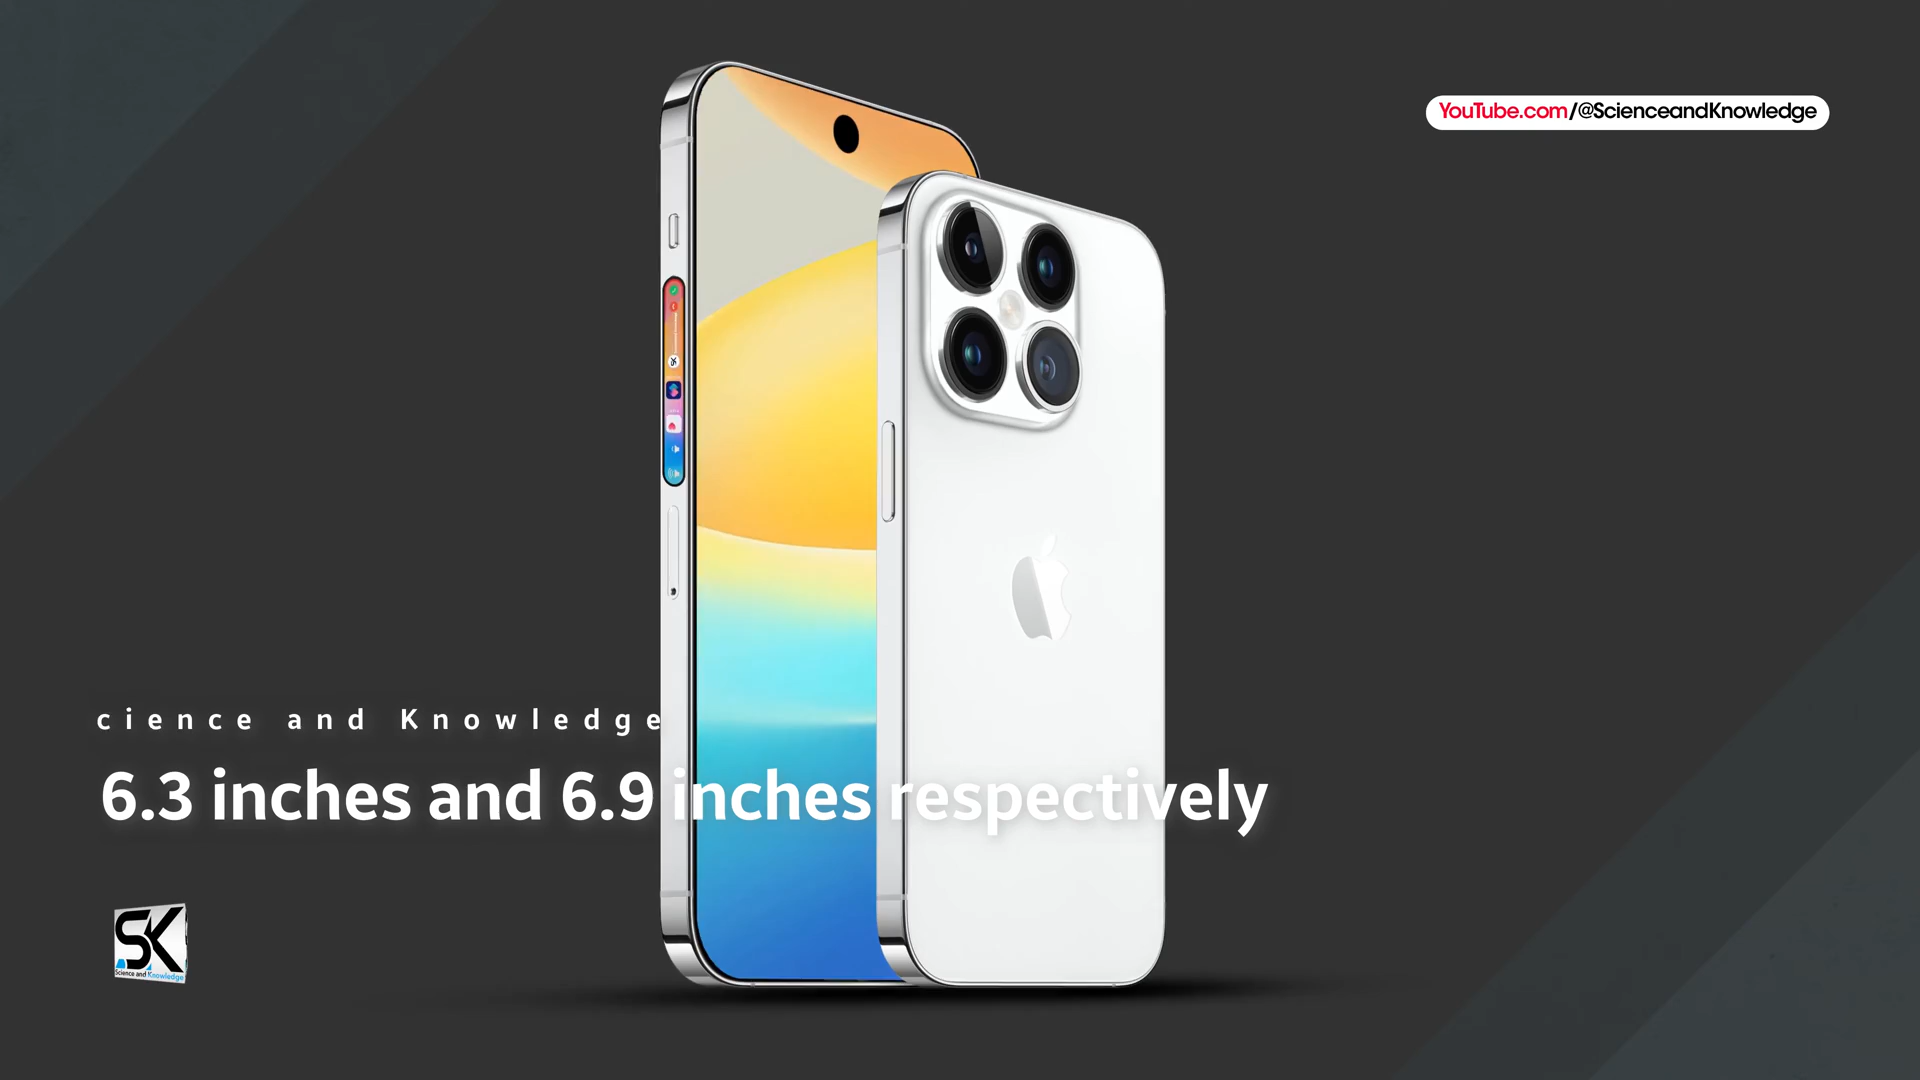 YouTube.com/@ScienceandKnowledge
cience and Knowledge
6.3 inches and 6.9 inches respectively
SK
Science and Knowledge